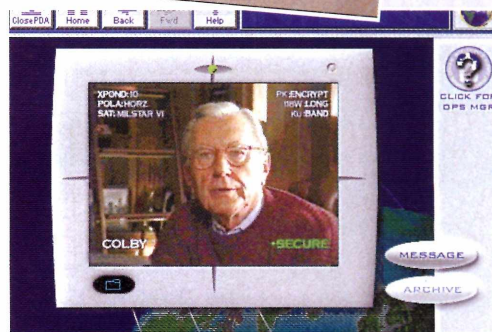 Close PDA
Home
Back
Fwd
Help
XPOND:10
POLA:HORZ
SAT: MILSTAR VI
PK:ENCRYPT
118W:LONG
KU:BAND
COLBY
•SECURE
?
CLICK FOR
OPS MGR
MESSAGE
ARCHIVE